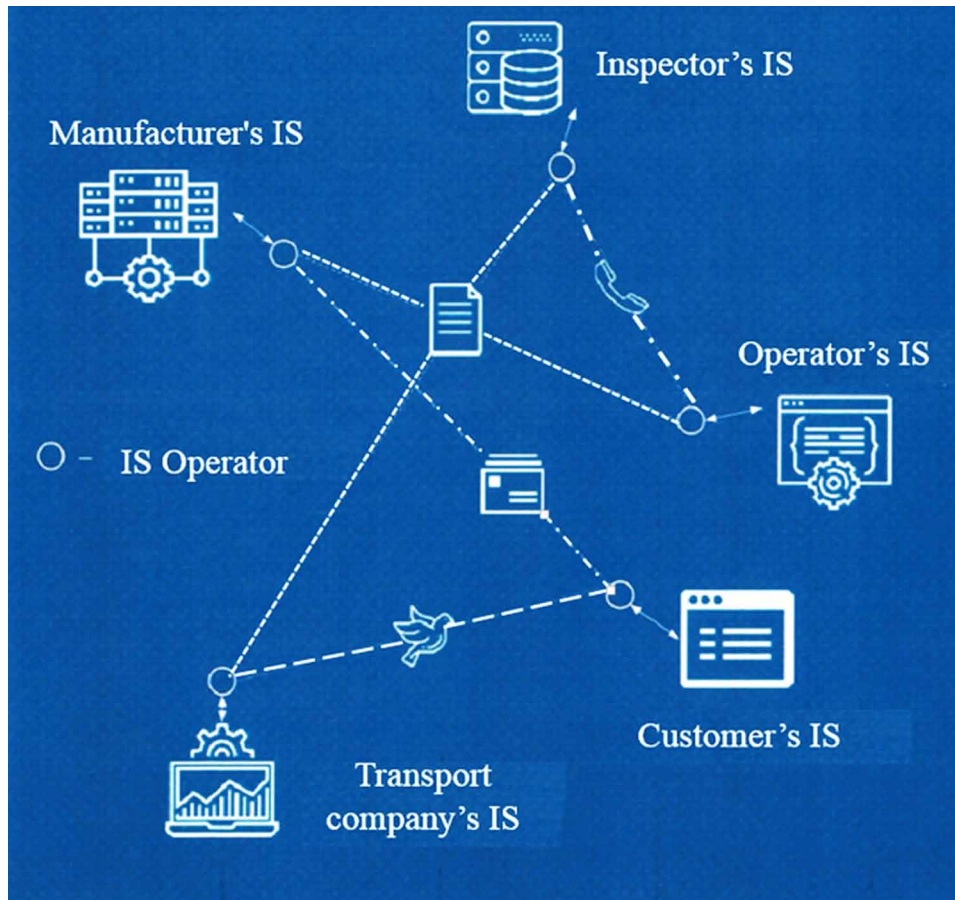 Inspector’s IS
Manufacturer's IS
Operator’s IS
– IS Operator
Customer’s IS
Transport
company’s IS